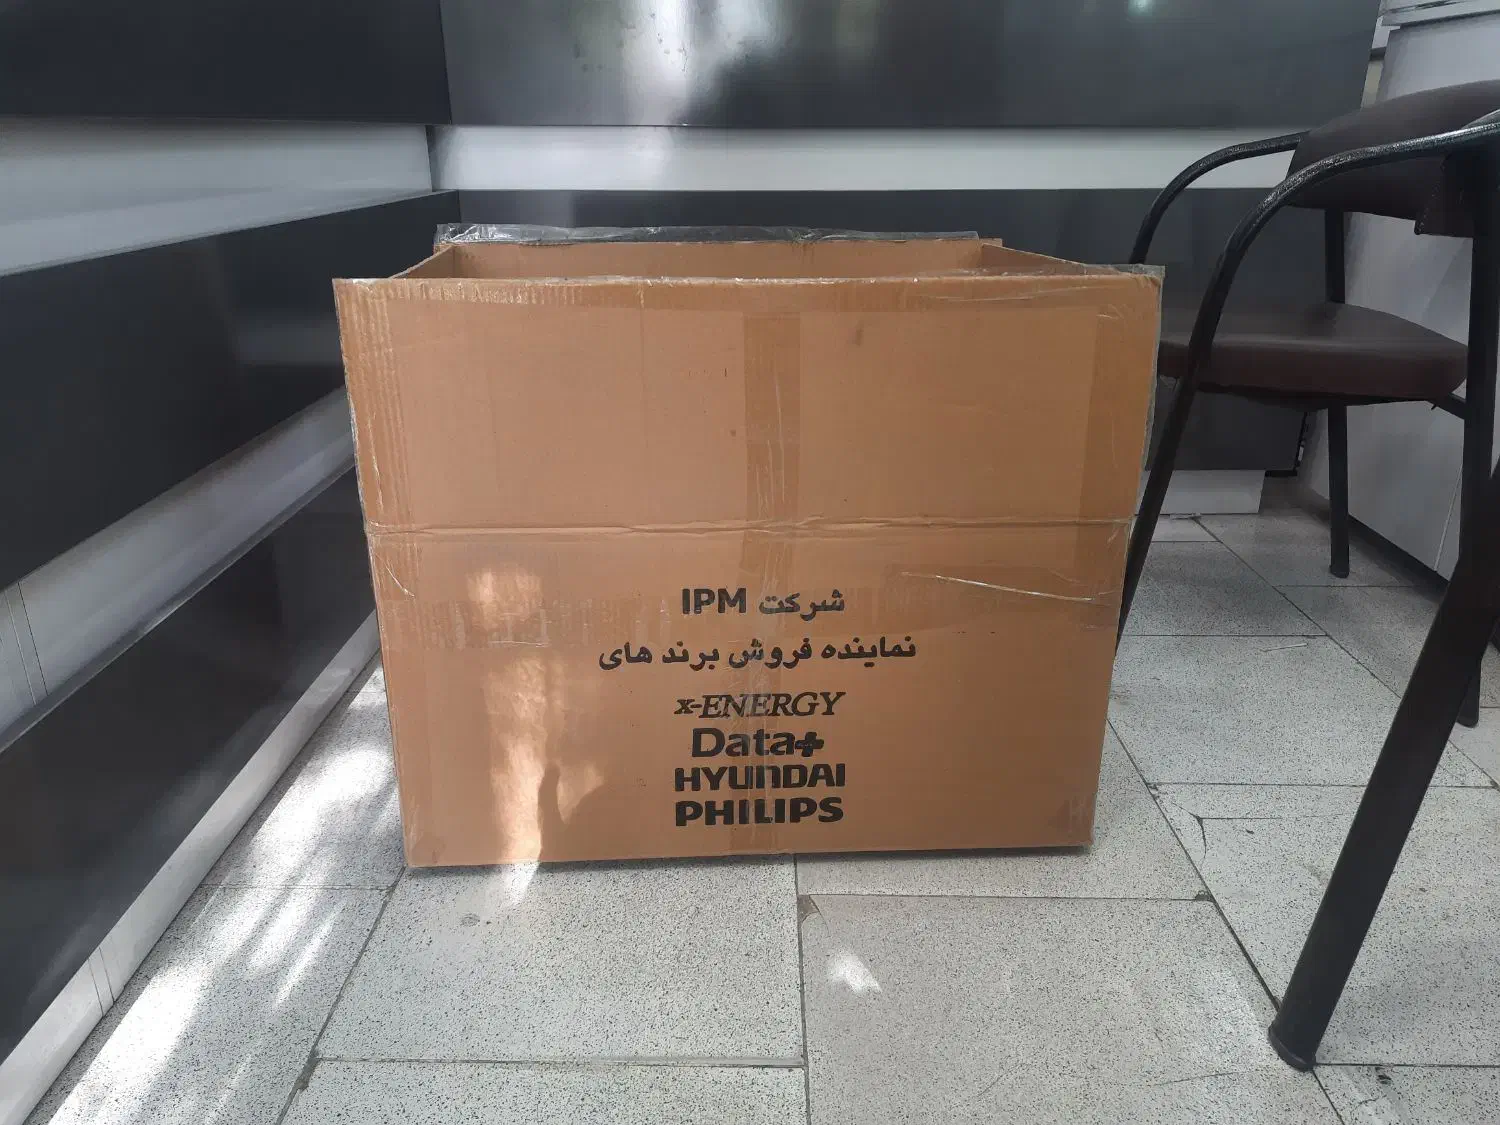 شرکت IPM
نماینده فروش برند های
x-ENERGY
Data+
HYUNDAI
PHILIPS